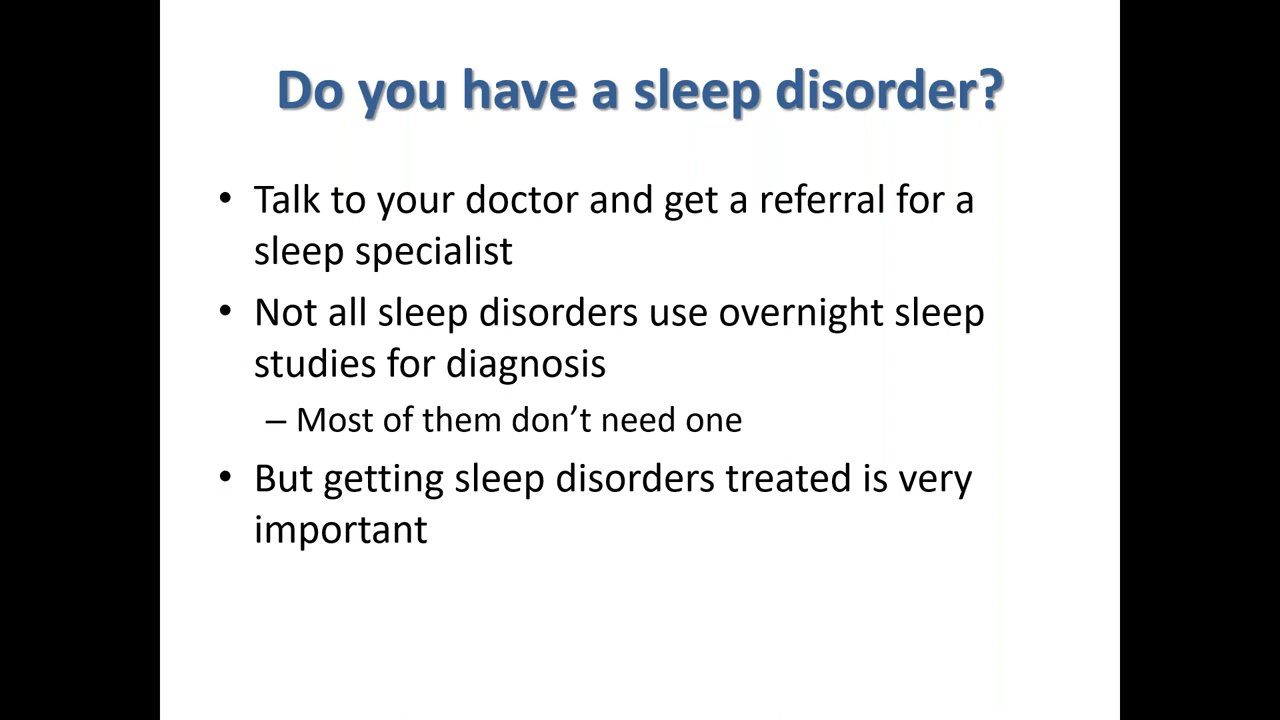 Do you have a sleep disorder?
• Talk to your doctor and get a referral for a
sleep specialist
• Not all sleep disorders use overnight sleep
studies for diagnosis
– Most of them don’t need one
• But getting sleep disorders treated is very
important